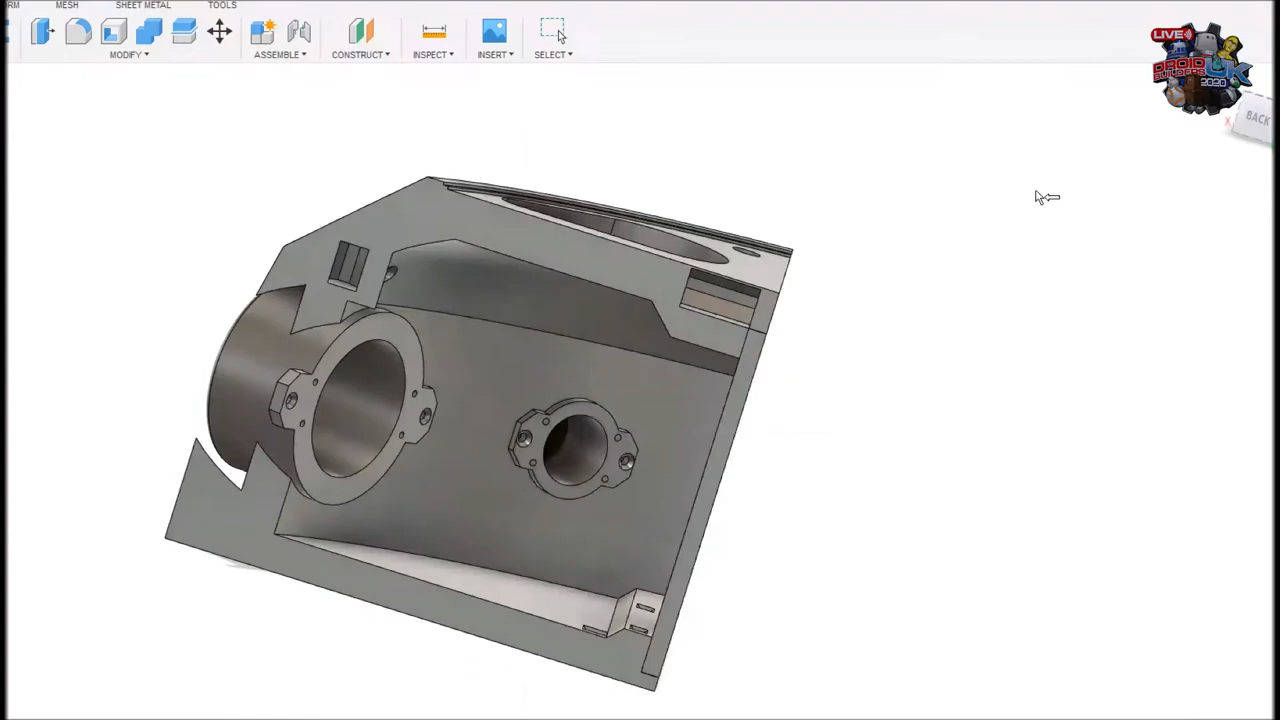 RM MESH SHEET METAL TOOLS
MODIFY ASSEMBLE CONSTRUCT INSPECT INSERT SELECT
LIVE
DROID
BUILDERS
UK
2020
X
BACK